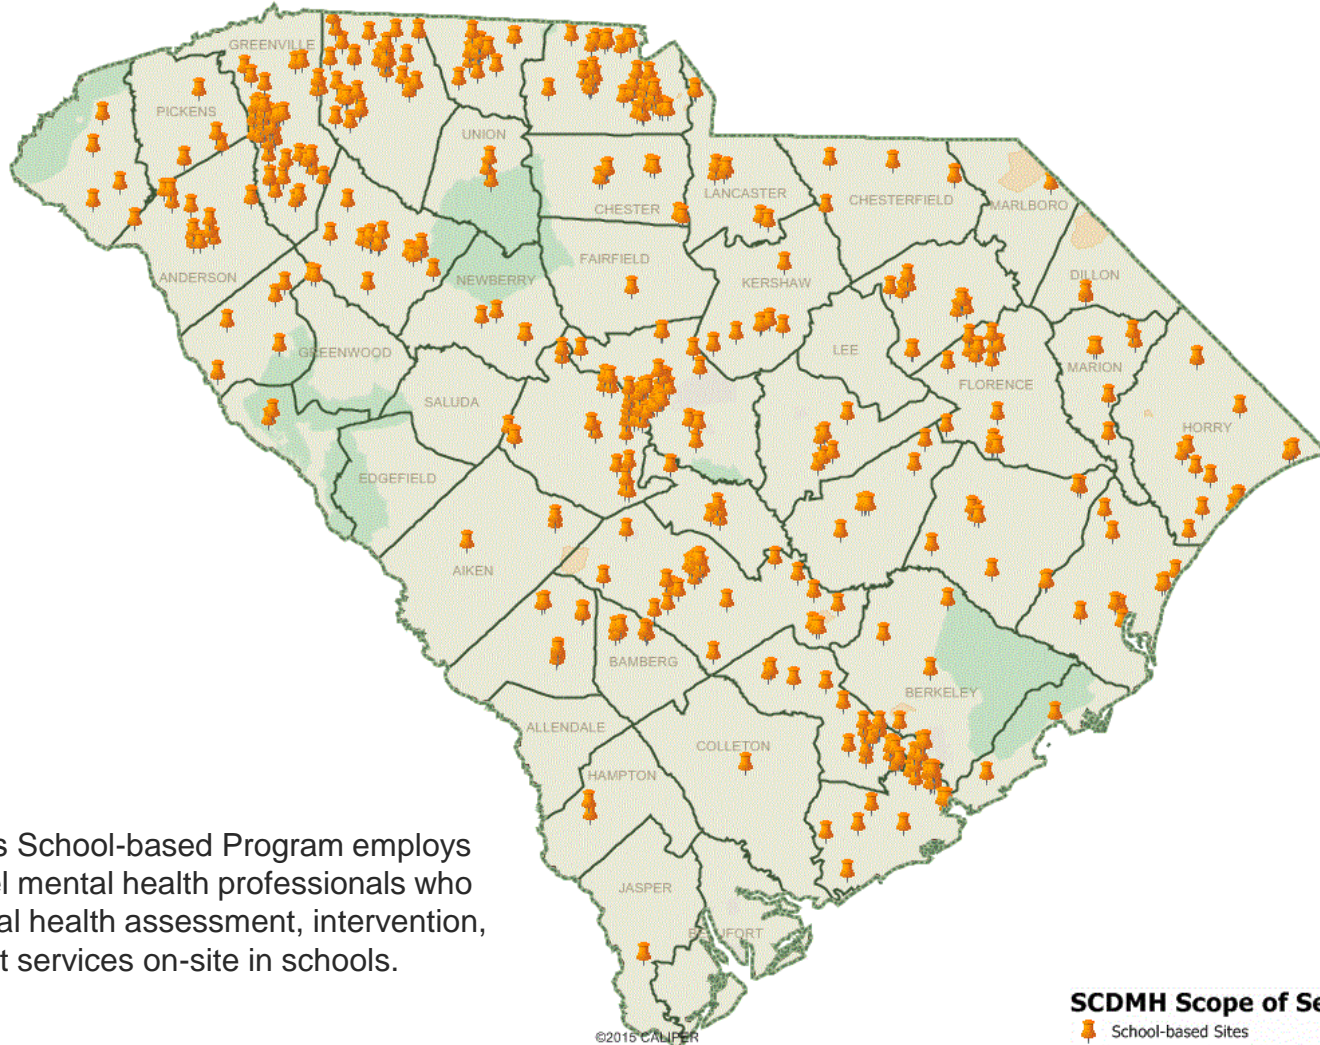 GREENVILLE
PICKENS
UNION
CHESTER
LANCASTER
CHESTERFIELD
MARLBORO
ANDERSON
NEWBERRY
FAIRFIELD
KERSHAW
DILLON
GREENWOOD
LEE
MARION
FLORENCE
SALUDA
HORRY
EDGEFIELD
AIKEN
BAMBERG
BERKELEY
ALLENDALE
COLLETON
HAMPTON
JASPER
BEAUFORT
s School-based Program employs
el mental health professionals who
al health assessment, intervention,
t services on-site in schools.
SCDMH Scope of Se
School-based Sites
©2015 CALIPER